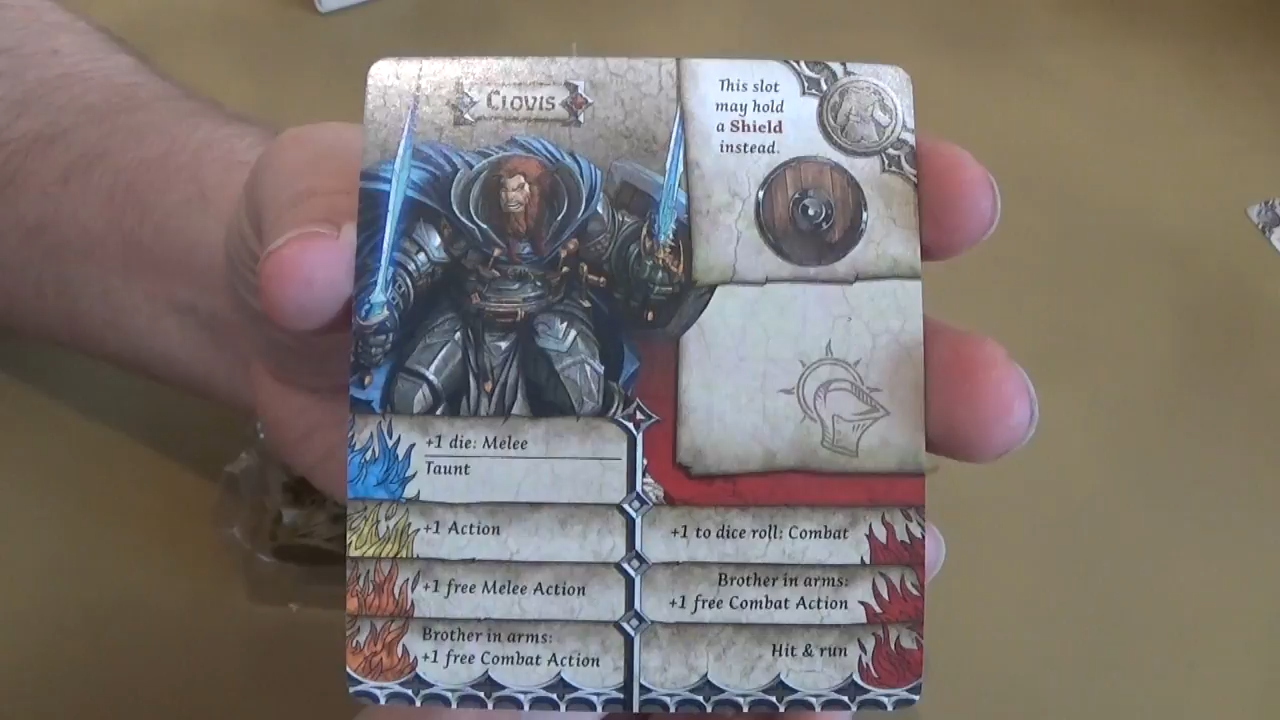 Clovis
This slot
may hold
a Shield
instead.
+1 die: Melee
Taunt
+1 Action
+1 free Melee Action
Brother in arms:
+1 free Combat Action
+1 to dice roll: Combat
Brother in arms:
+1 free Combat Action
Hit & run